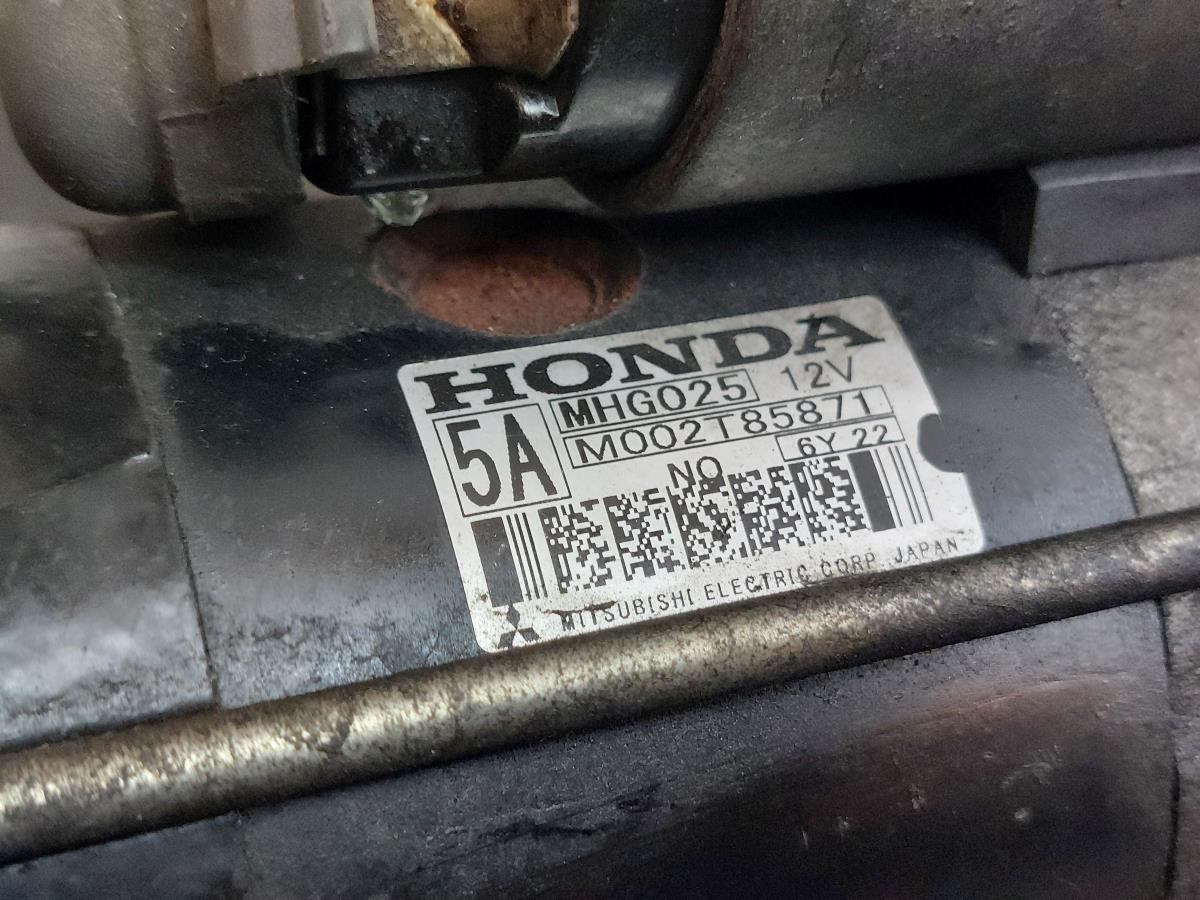 HONDA
5A
MHG025 12V
M002T85871
NO 6Y 22
MITSUBISHI ELECTRIC CORP. JAPAN